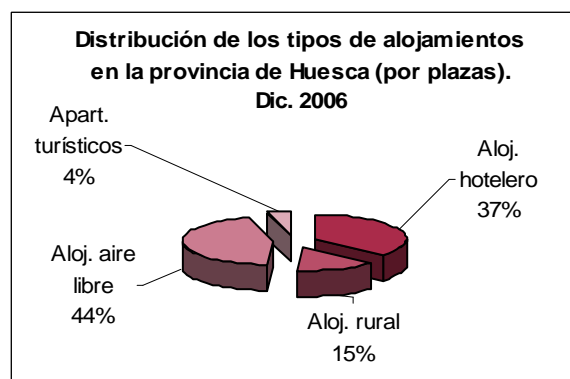 Distribución de los tipos de alojamientos
en la provincia de Huesca (por plazas).
Dic. 2006
Apart.
turísticos
4%
Aloj.
hotelero
37%
Aloj. aire
libre
44%
Aloj. rural
15%